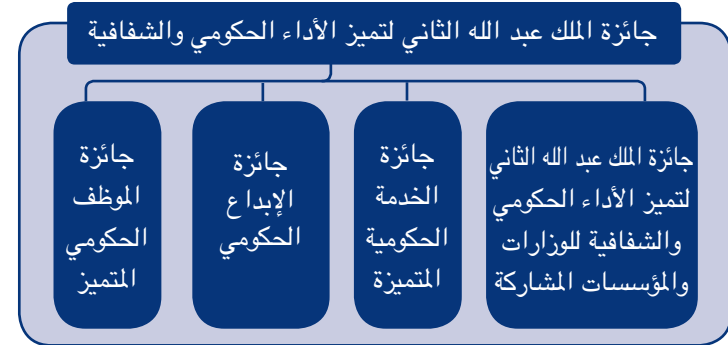 جائزة الملك عبد الله الثاني لتميز الأداء الحكومي والشفافية
جائزة الملك عبد الله الثاني
لتميز الأداء الحكومي
والشفافية للوزارات
والمؤسسات المشاركة
جائزة
الخدمة
الحكومية
المتميزة
جائزة
الإبداع
الحكومي
جائزة
الموظف
الحكومي
المتميز